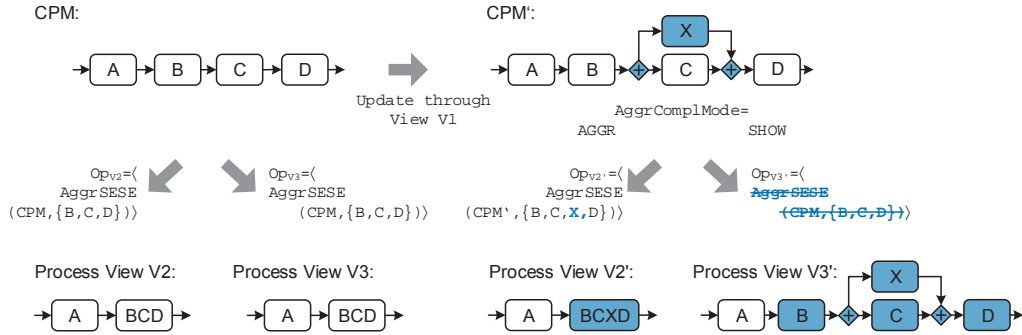 CPM:
CPM‘:
X
A B C D
A B + C + D
Update through
View V1
AggrComplMode=
AGGR SHOW
OpV2=⟨
AggrSESE
(CPM,{B,C,D})⟩
OpV3=⟨
AggrSESE
(CPM,{B,C,D})⟩
OpV2'=⟨
AggrSESE
(CPM‘,{B,C,X,D})⟩
OpV3'=⟨
AggrSESE
(CPM,{B,C,D})⟩
Process View V2:
A BCD
Process View V3:
A BCD
Process View V2':
A BCXD
Process View V3':
X
A B + C + D